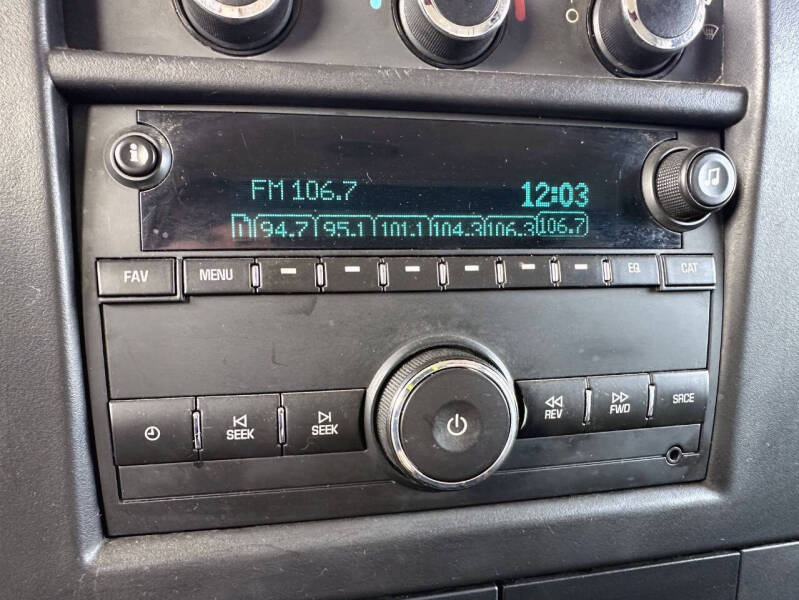 FM 106.7 12:03
94.7 95.1 101.1 104.3 106.3 106.7
FAV MENU EQ CAT
SEEK SEEK REV FWD SRCE